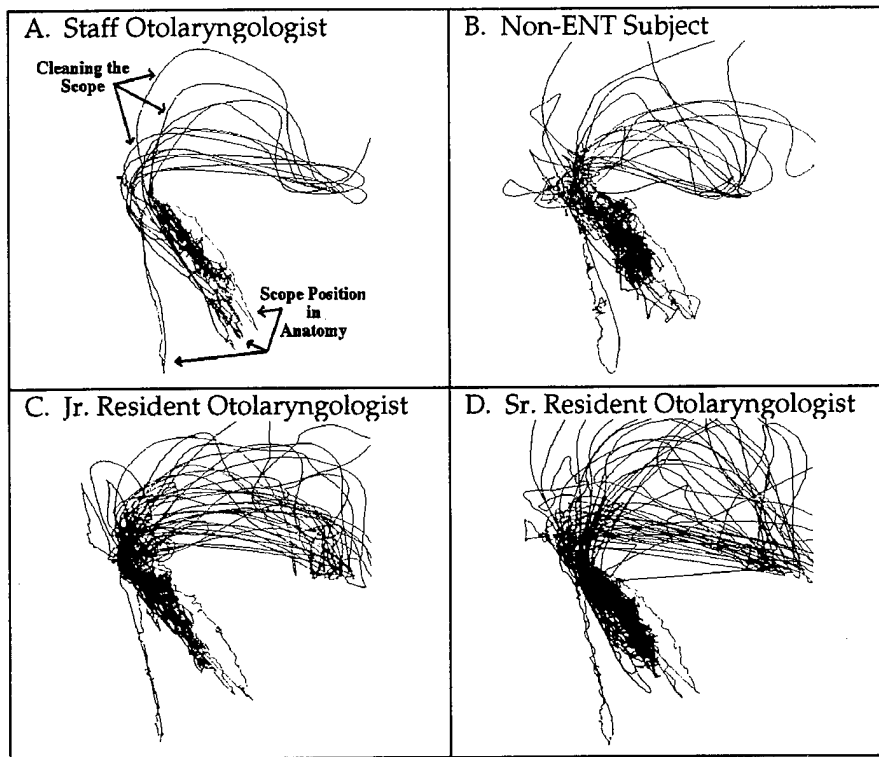 A. Staff Otolaryngologist
Cleaning the
Scope
Scope Position
in
Anatomy
B. Non-ENT Subject
C. Jr. Resident Otolaryngologist
D. Sr. Resident Otolaryngologist